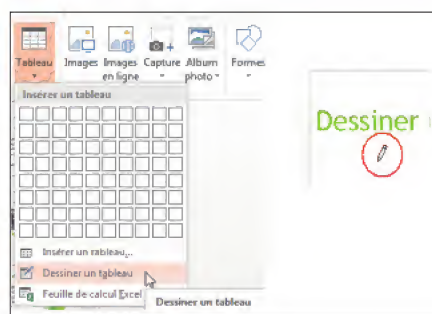 Tableau Images Images Capture Album Formes
en ligne photo
Insérer un tableau
Insérer un tableau...
Dessiner un tableau
Feuille de calcul Excel
Dessiner un tableau
Dessiner